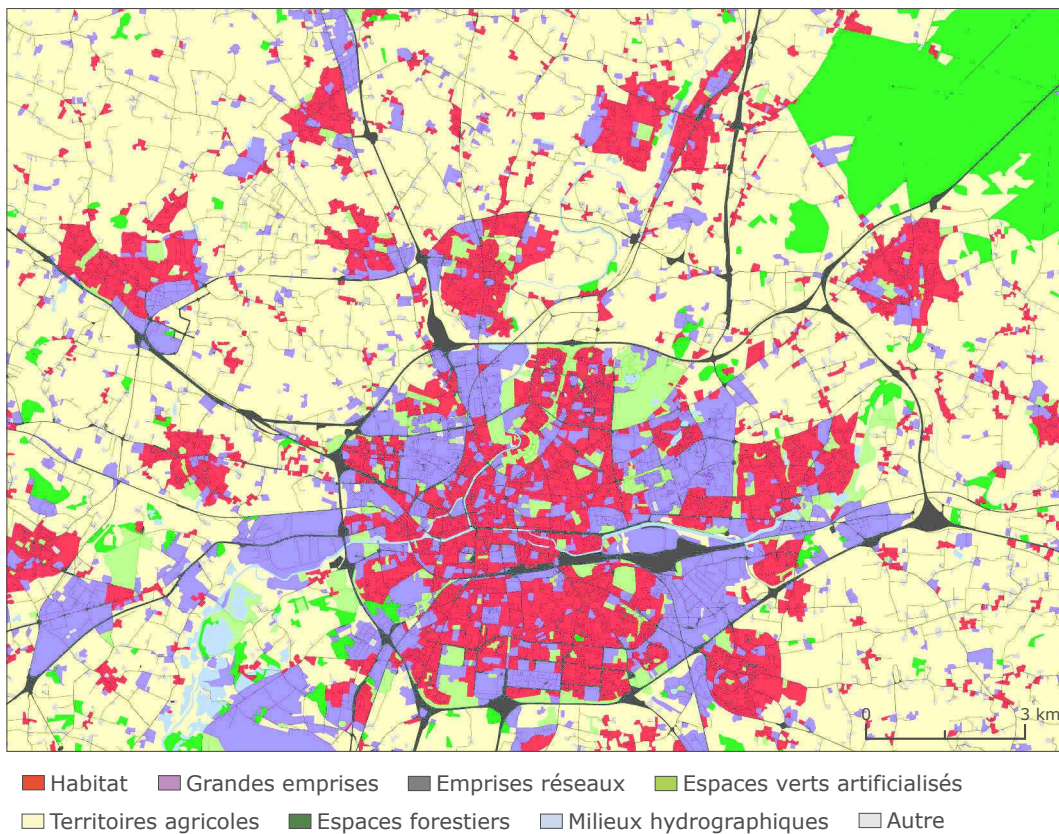 0 3 km
Habitat Grandes emprises Emprises réseaux Espaces verts artificialisés
Territoires agricoles Espaces forestiers Milieux hydrographiques Autre